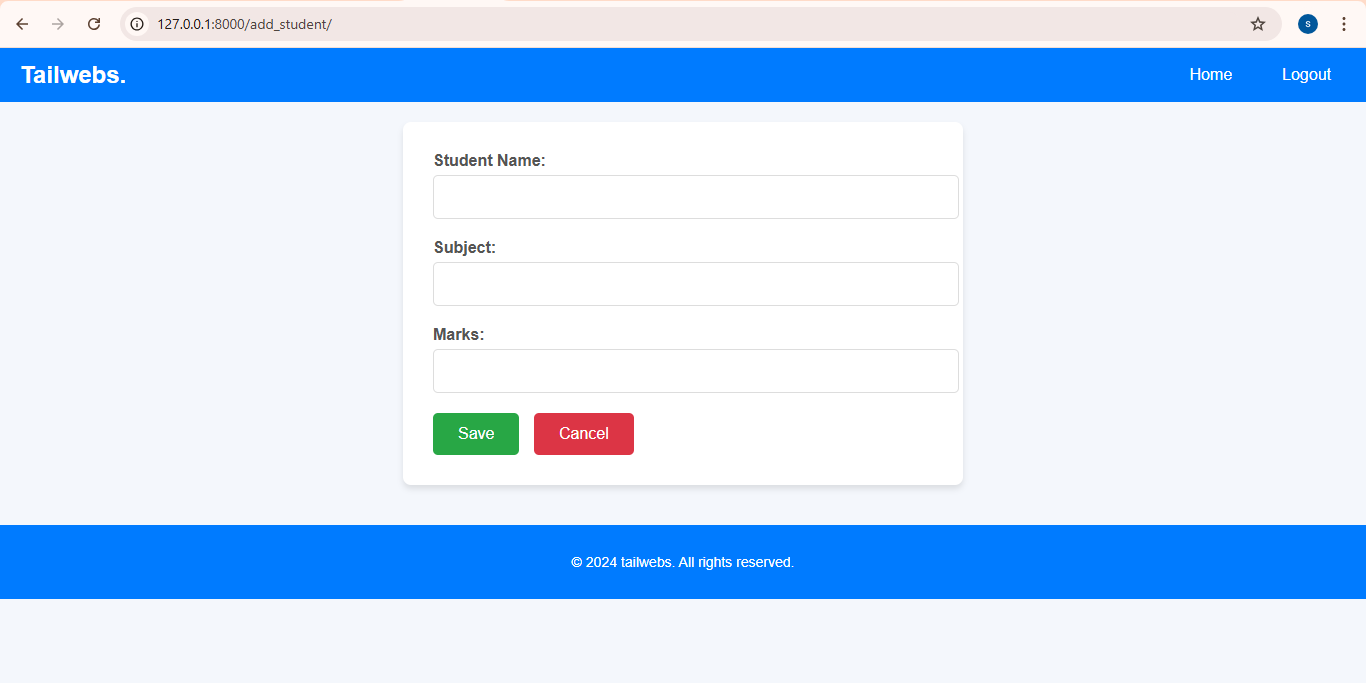 127.0.0.1:8000/add_student/
S
Tailwebs.
Home
Logout
Student Name:
Subject:
Marks:
Save
Cancel
© 2024 tailwebs. All rights reserved.